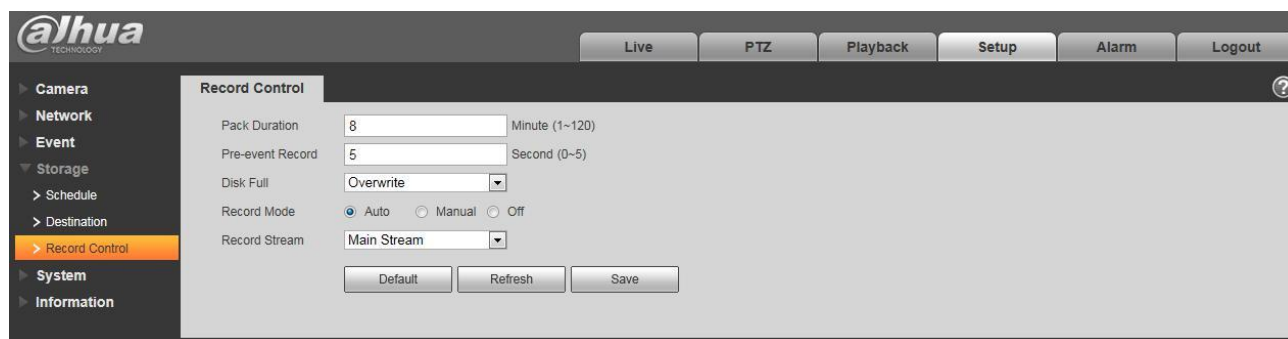 alhua
TECHNOLOGY
Live PTZ Playback Setup Alarm Logout
Camera
Network
Event
Storage
> Schedule
> Destination
> Record Control
System
Information
Record Control
?
Pack Duration 8 Minute (1~120)
Pre-event Record 5 Second (0~5)
Disk Full Overwrite
Record Mode Auto Manual Off
Record Stream Main Stream
Default Refresh Save